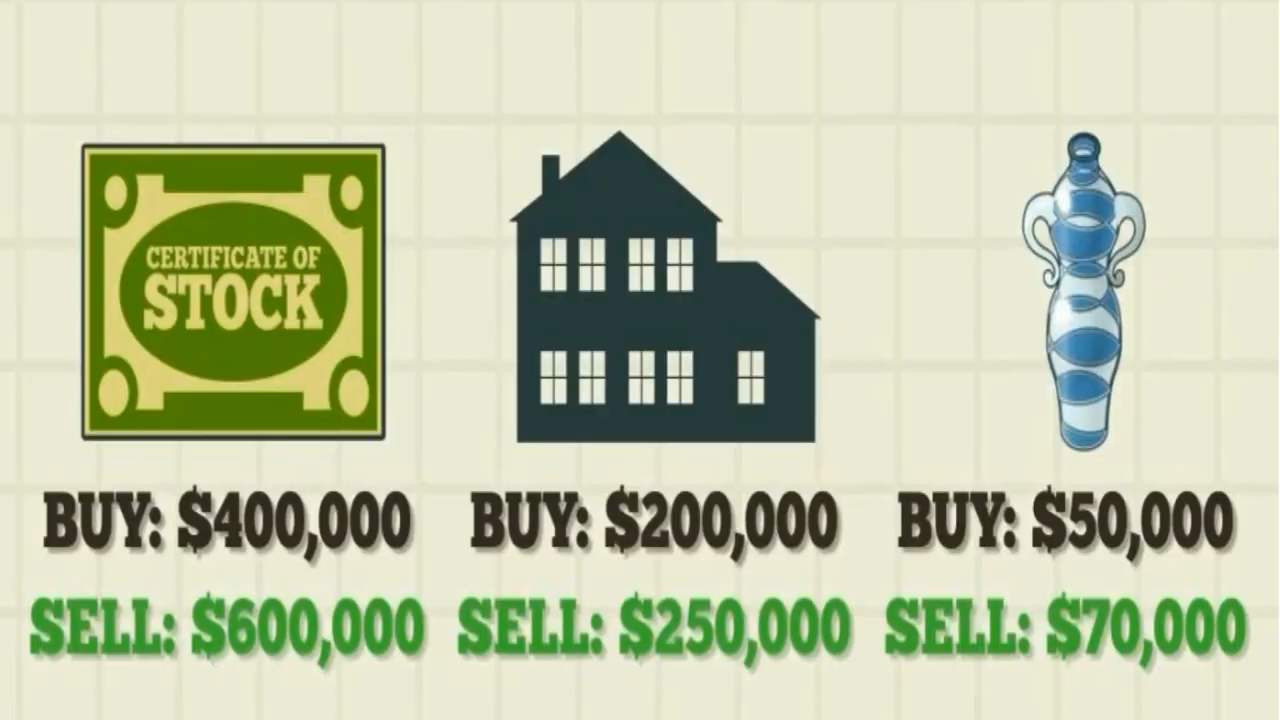 CERTIFICATE OF
STOCK
BUY: $400,000
SELL: $600,000
BUY: $200,000
SELL: $250,000
BUY: $50,000
SELL: $70,000